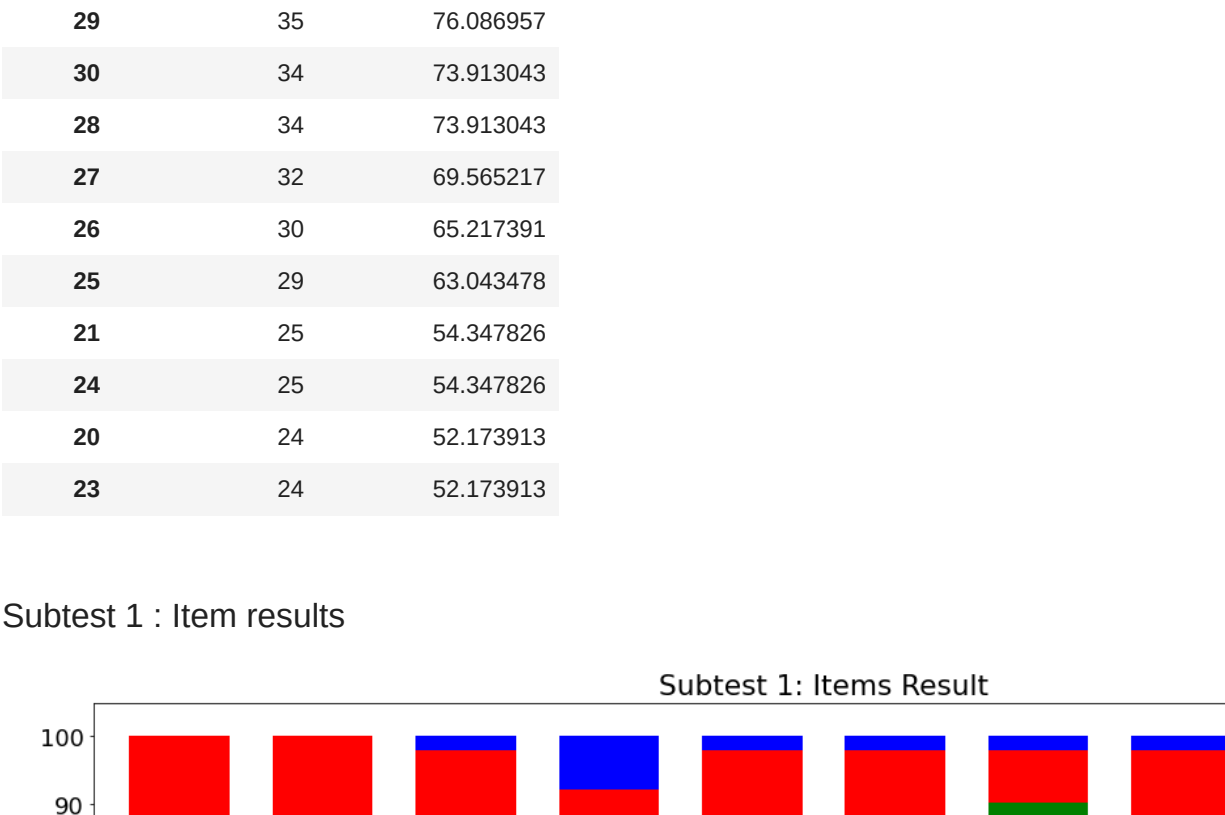 29 35 76.086957
30 34 73.913043
28 34 73.913043
27 32 69.565217
26 30 65.217391
25 29 63.043478
21 25 54.347826
24 25 54.347826
20 24 52.173913
23 24 52.173913
Subtest 1 : Item results
Subtest 1: Items Result
100
90